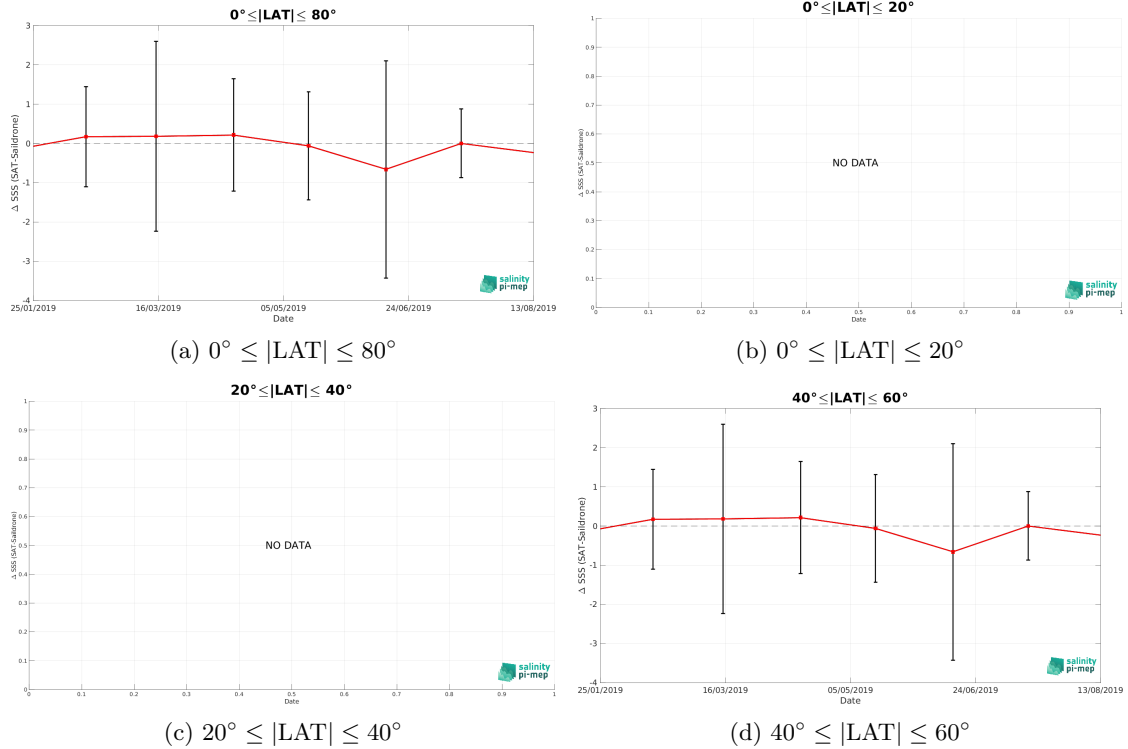 0°≤|LAT|≤ 80°
3
2
1
0
-1
-2
-3
-4
Δ SSS (SAT-Saildrone)
25/01/2019 16/03/2019 05/05/2019 24/06/2019 13/08/2019
Date
salinity
pi-mep
(a) 0° ≤ |LAT| ≤ 80°
0°≤|LAT|≤ 20°
1
0.9
0.8
0.7
0.6
0.5
0.4
0.3
0.2
0.1
0
Δ SSS (SAT-Saildrone)
NO DATA
0 0.1 0.2 0.3 0.4 0.5 0.6 0.7 0.8 0.9 1
Date
salinity
pi-mep
(b) 0° ≤ |LAT| ≤ 20°
20°≤|LAT|≤ 40°
1
0.9
0.8
0.7
0.6
0.5
0.4
0.3
0.2
0.1
0
Δ SSS (SAT-Saildrone)
NO DATA
0 0.1 0.2 0.3 0.4 0.5 0.6 0.7 0.8 0.9 1
Date
salinity
pi-mep
(c) 20° ≤ |LAT| ≤ 40°
40°≤|LAT|≤ 60°
3
2
1
0
-1
-2
-3
-4
Δ SSS (SAT-Saildrone)
25/01/2019 16/03/2019 05/05/2019 24/06/2019 13/08/2019
Date
salinity
pi-mep
(d) 40° ≤ |LAT| ≤ 60°